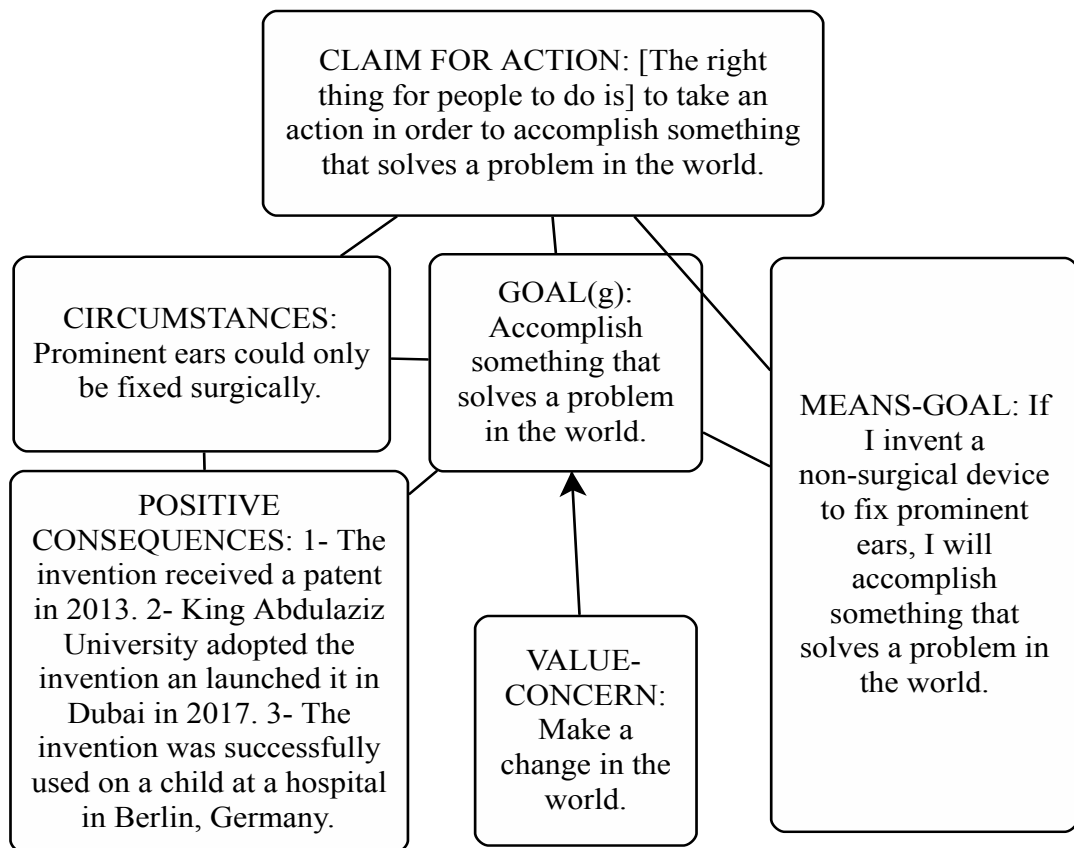 CLAIM FOR ACTION: [The right
thing for people to do is] to take an
action in order to accomplish something
that solves a problem in the world.
CIRCUMSTANCES:
Prominent ears could only
be fixed surgically.
GOAL(g):
Accomplish
something that
solves a problem
in the world.
MEANS-GOAL: If
I invent a
non-surgical device
to fix prominent
ears, I will
accomplish
something that
solves a problem in
the world.
POSITIVE
CONSEQUENCES: 1- The
invention received a patent
in 2013. 2- King Abdulaziz
University adopted the
invention an launched it in
Dubai in 2017. 3- The
invention was successfully
used on a child at a hospital
in Berlin, Germany.
VALUE-
CONCERN:
Make a
change in the
world.